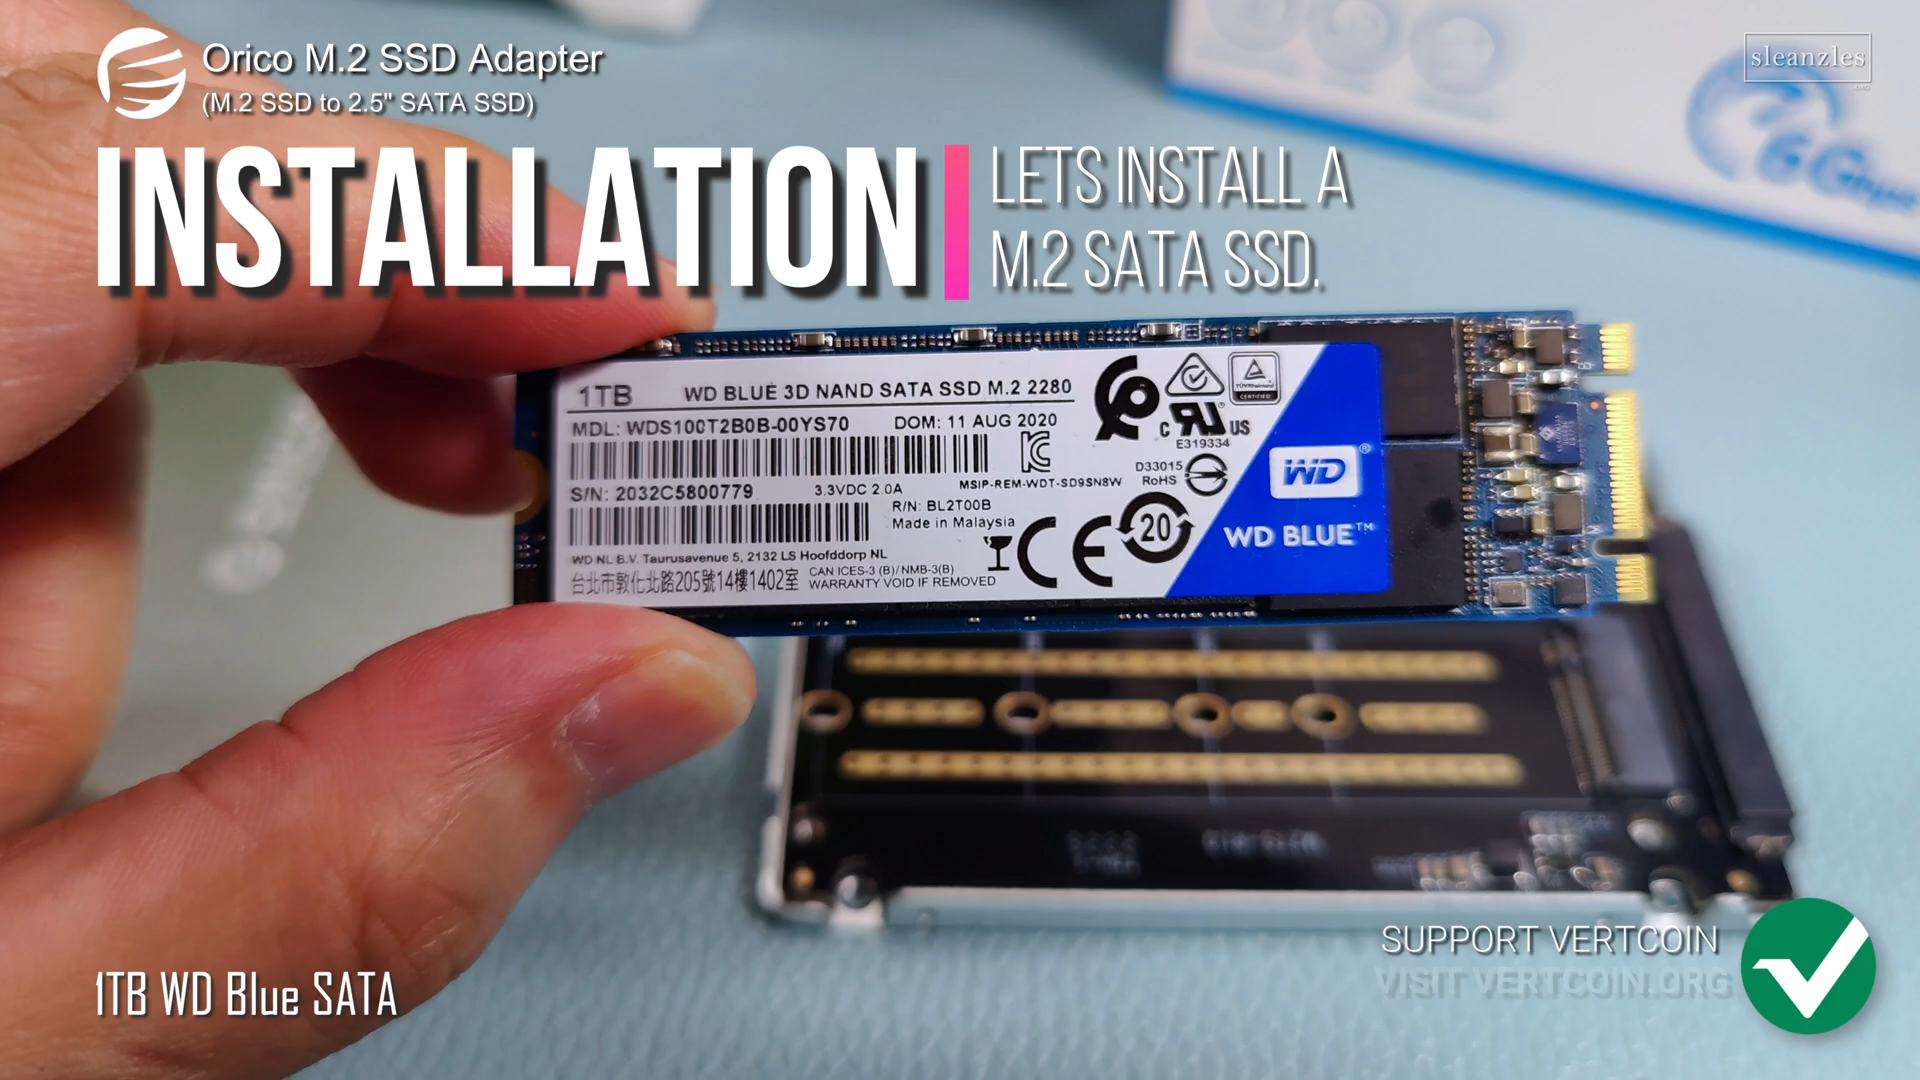 Orico M.2 SSD Adapter
(M.2 SSD to 2.5" SATA SSD)
sleanzles
INSTALLATION
LETS INSTALL A
M.2 SATA SSD.
6Gbps
1TB WD BLUE 3D NAND SATA SSD M.2 2280
MDL: WDS100T2B0B-00YS70 DOM: 11 AUG 2020
S/N: 2032C5800779 3.3VDC 2.0A MSIP-REM-WDT-SD9SN8W
R/N: BL2T00B
Made in Malaysia
WD NL B.V. Taurusavenue 5, 2132 LS Hoofddorp NL
台北市敦化北路205號14樓1402室
CAN ICES-3 (B)/ NMB-3(B)
WARRANTY VOID IF REMOVED
TÜVRheinland
CERTIFIED
C US
E319334
D33015
RoHS
CE
20
WD®
WD BLUE™
SUPPORT VERTCOIN
VISIT VERTCOIN.ORG
1TB WD Blue SATA